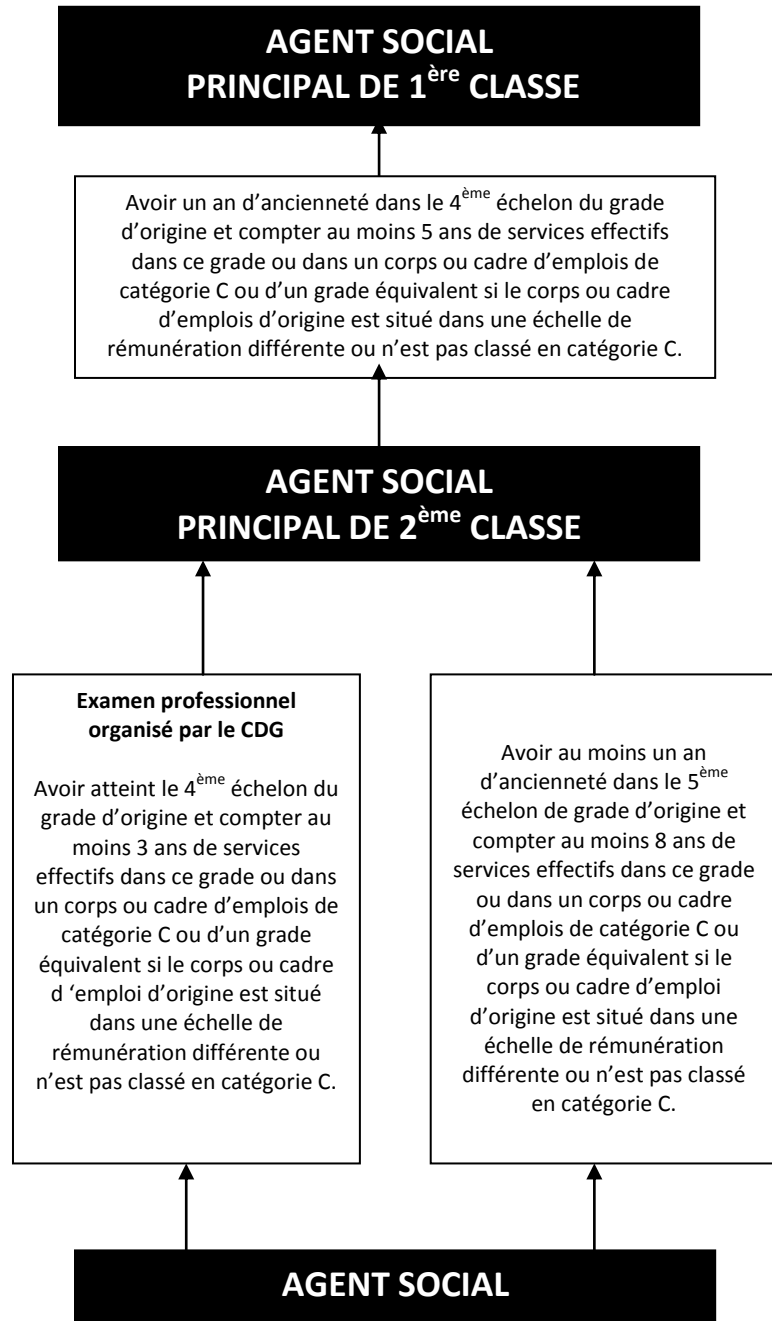 AGENT SOCIAL
PRINCIPAL DE 1ère CLASSE
Avoir un an d’ancienneté dans le 4ème échelon du grade
d’origine et compter au moins 5 ans de services effectifs
dans ce grade ou dans un corps ou cadre d’emplois de
catégorie C ou d’un grade équivalent si le corps ou cadre
d’emplois d’origine est situé dans une échelle de
rémunération différente ou n’est pas classé en catégorie C.
AGENT SOCIAL
PRINCIPAL DE 2ème CLASSE
Examen professionnel
organisé par le CDG
Avoir atteint le 4ème échelon du
grade d’origine et compter au
moins 3 ans de services
effectifs dans ce grade ou dans
un corps ou cadre d’emplois de
catégorie C ou d’un grade
équivalent si le corps ou cadre
d ‘emploi d’origine est situé
dans une échelle de
rémunération différente ou
n’est pas classé en catégorie C.
Avoir au moins un an
d’ancienneté dans le 5ème
échelon de grade d’origine et
compter au moins 8 ans de
services effectifs dans ce grade
ou dans un corps ou cadre
d’emplois de catégorie C ou
d’un grade équivalent si le
corps ou cadre d’emploi
d’origine est situé dans une
échelle de rémunération
différente ou n’est pas classé
en catégorie C.
AGENT SOCIAL